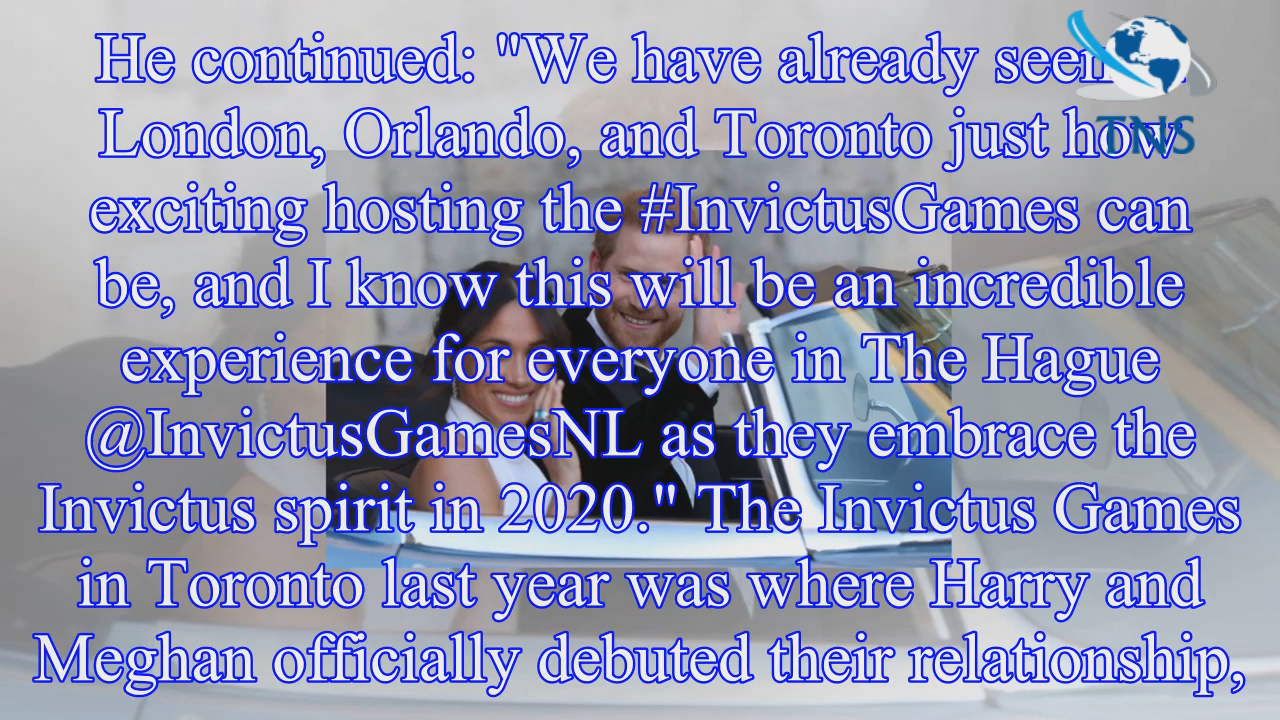 He continued: "We have already seen
London, Orlando, and Toronto just how
exciting hosting the #InvictusGames can
be, and I know this will be an incredible
experience for everyone in The Hague
@InvictusGamesNL as they embrace the
Invictus spirit in 2020." The Invictus Games
in Toronto last year was where Harry and
Meghan officially debuted their relationship,
TNS